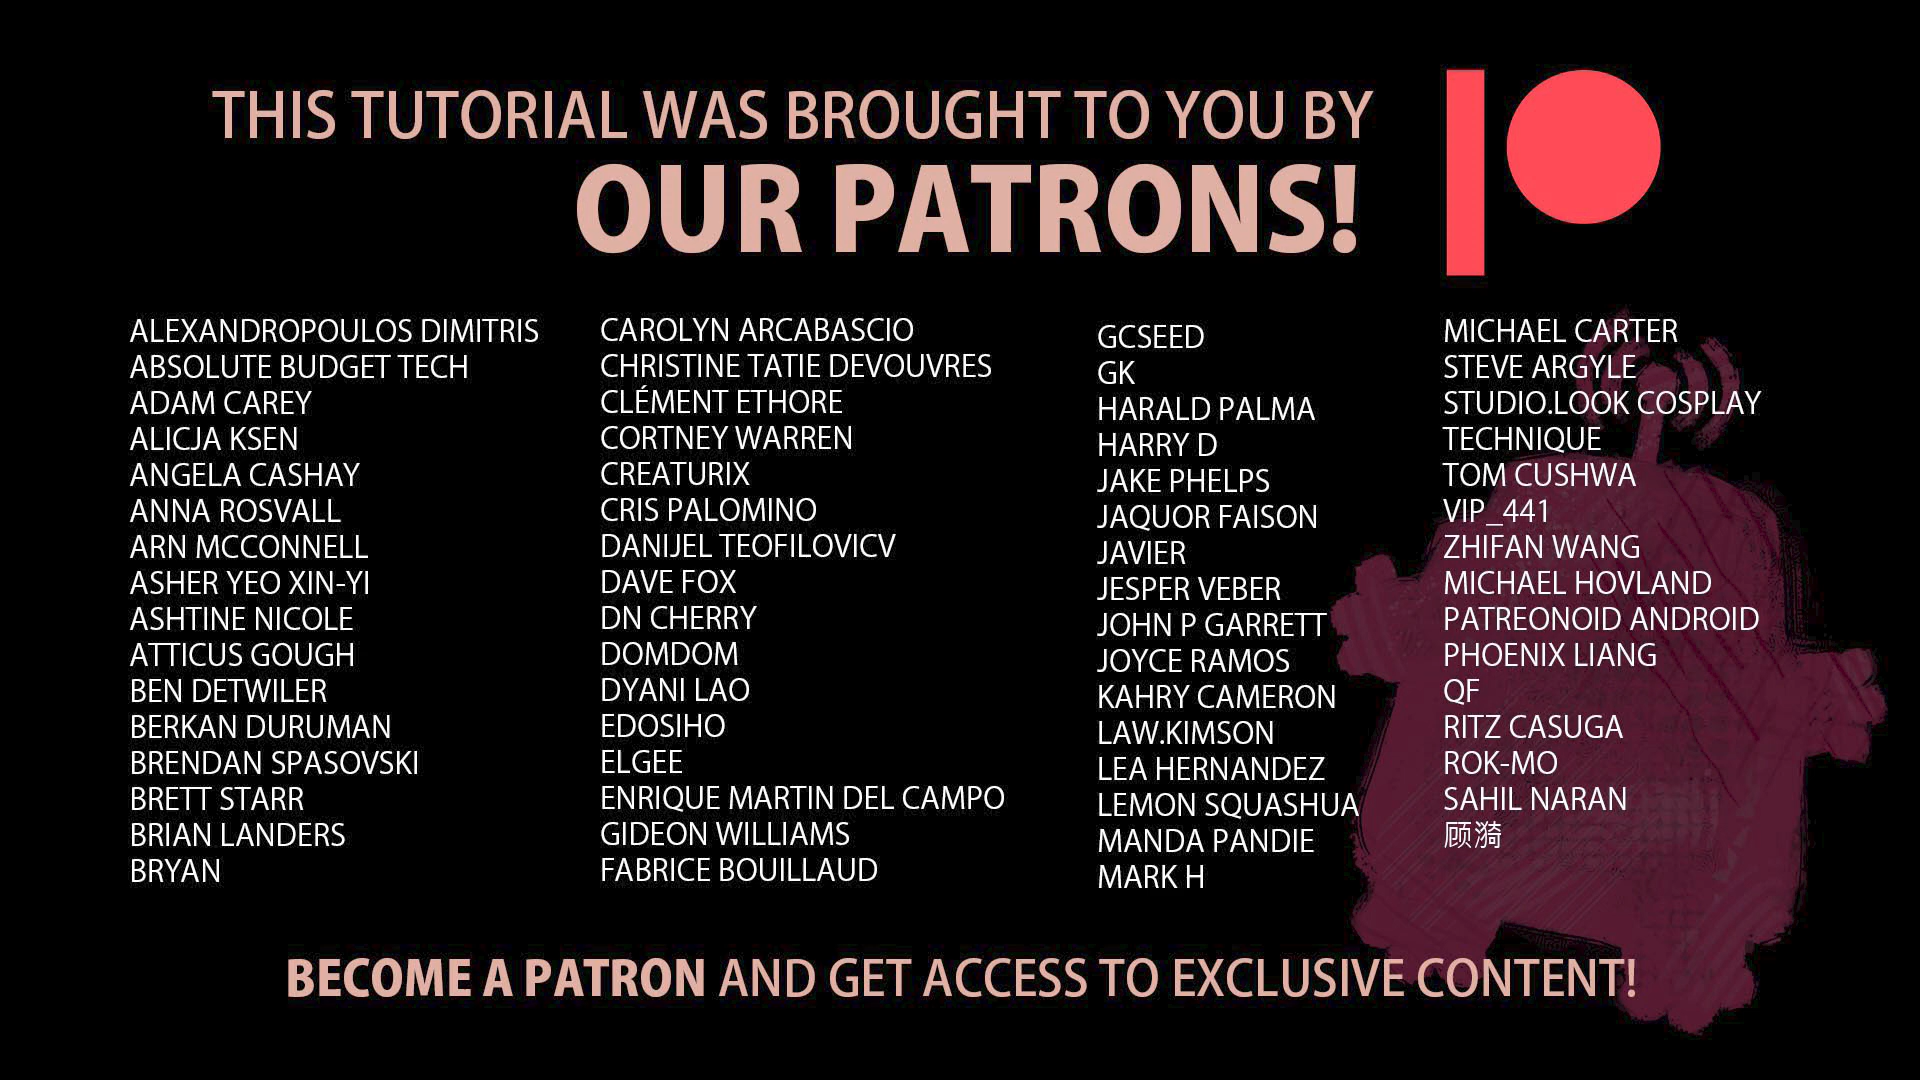 THIS TUTORIAL WAS BROUGHT TO YOU BY
OUR PATRONS!
ALEXANDROPOULOS DIMITRIS
ABSOLUTE BUDGET TECH
ADAM CAREY
ALICJA KSEN
ANGELA CASHAY
ANNA ROSVALL
ARN MCCONNELL
ASHER YEO XIN-YI
ASHTINE NICOLE
ATTICUS GOUGH
BEN DETWILER
BERKAN DURUMAN
BRENDAN SPASOVSKI
BRETT STARR
BRIAN LANDERS
BRYAN
CAROLYN ARCABASCIO
CHRISTINE TATIE DEVOUVRES
CLÉMENT ETHORE
CORTNEY WARREN
CREATURIX
CRIS PALOMINO
DANIJEL TEOFILOVICV
DAVE FOX
DN CHERRY
DOMDOM
DYANI LAO
EDOSIHO
ELGEE
ENRIQUE MARTIN DEL CAMPO
GIDEON WILLIAMS
FABRICE BOUILLAUD
GCSEED
GK
HARALD PALMA
HARRY D
JAKE PHELPS
JAQUOR FAISON
JAVIER
JESPER VEBER
JOHN P GARRETT
JOYCE RAMOS
KAHRY CAMERON
LAW.KIMSON
LEA HERNANDEZ
LEMON SQUASHUA
MANDA PANDIE
MARK H
MICHAEL CARTER
STEVE ARGYLE
STUDIO.LOOK COSPLAY
TECHNIQUE
TOM CUSHWA
VIP_441
ZHIFAN WANG
MICHAEL HOVLAND
PATREONOID ANDROID
PHOENIX LIANG
QF
RITZ CASUGA
ROK-MO
SAHIL NARAN
顾漪
BECOME A PATRON AND GET ACCESS TO EXCLUSIVE CONTENT!